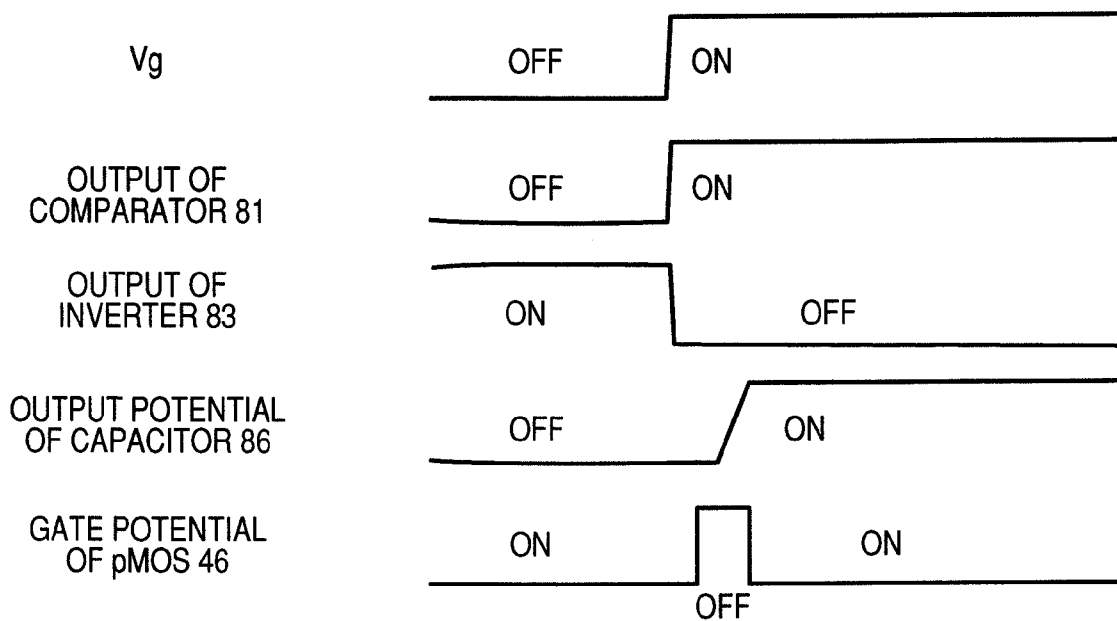 Vg
OFF
ON
OUTPUT OF
COMPARATOR 81
OFF
ON
OUTPUT OF
INVERTER 83
ON
OFF
OUTPUT POTENTIAL
OF CAPACITOR 86
OFF
ON
GATE POTENTIAL
OF pMOS 46
ON
ON
OFF